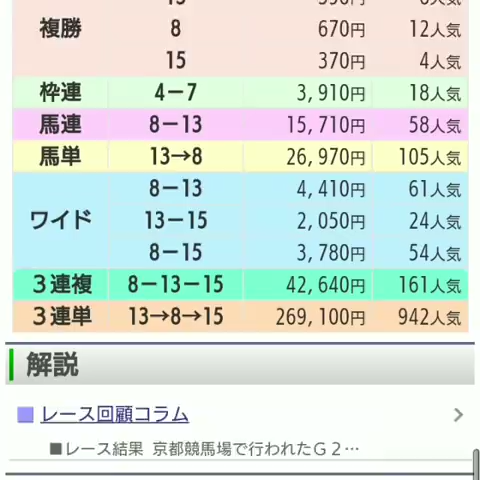 複勝 8 670円 12人気
15 370円 4人気
枠連 4－7 3,910円 18人気
馬連 8－13 15,710円 58人気
馬単 13→8 26,970円 105人気
8－13 4,410円 61人気
ワイド 13－15 2,050円 24人気
8－15 3,780円 54人気
３連複 8－13－15 42,640円 161人気
３連単 13→8→15 269,100円 942人気
解説
レース回顧コラム
■レース結果 京都競馬場で行われたＧ２…